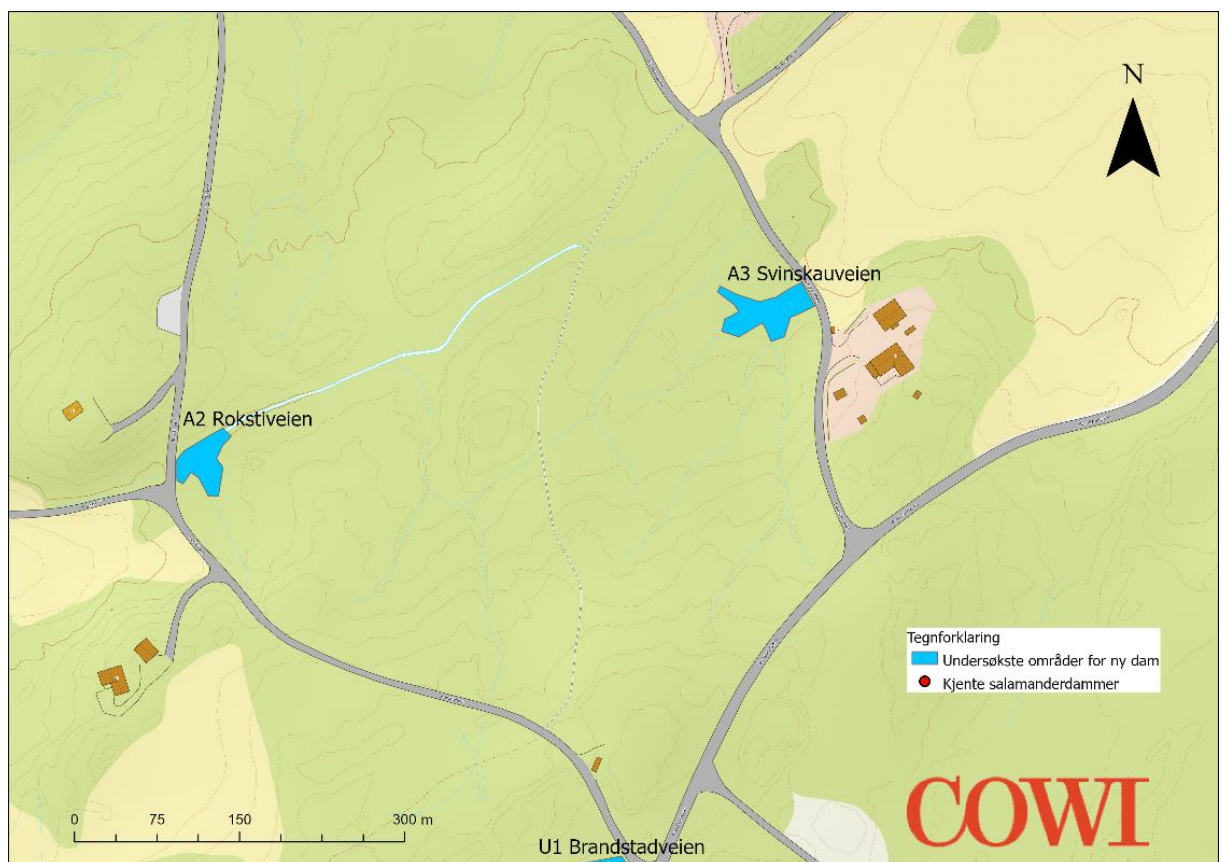 N
A3 Svinskauveien
A2 Rokstiveien
Tegnforklaring
Undersøkste områder for ny dam
Kjente salamanderdammer
0 75 150 300 m
COWI
U1 Brandstadveien